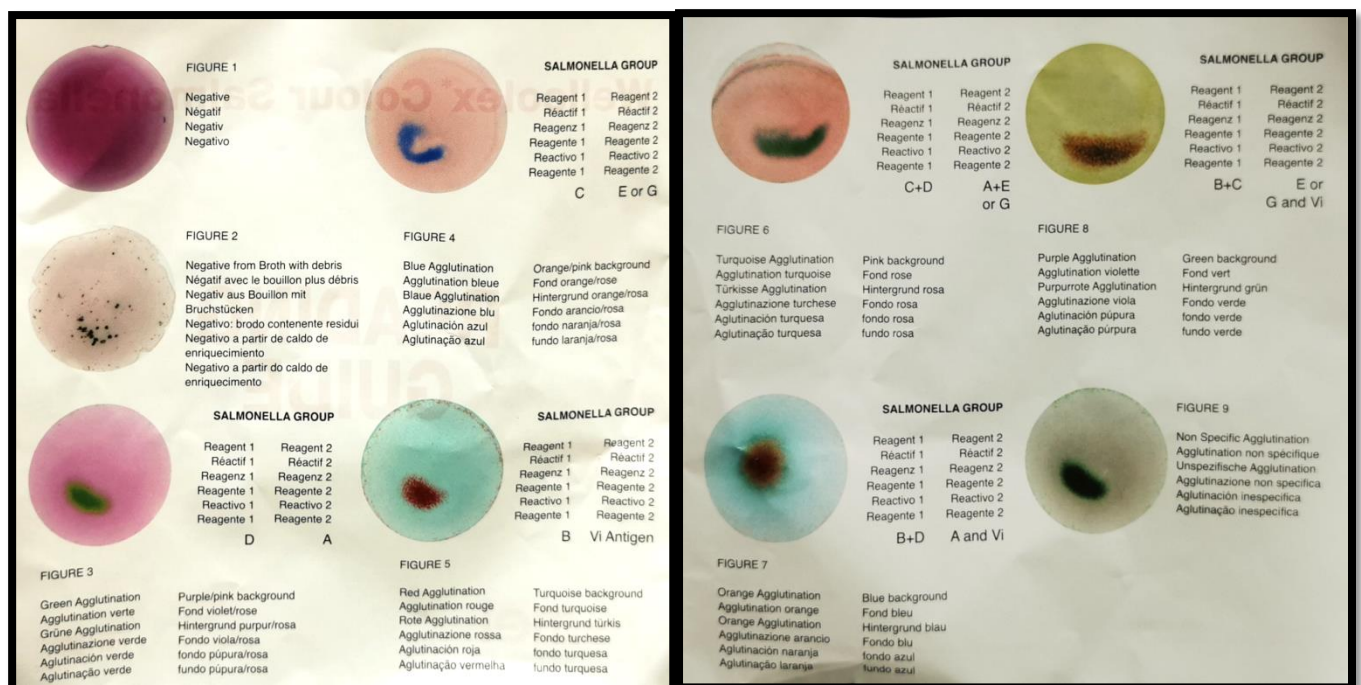 FIGURE 1
Negative
Négatif
Negativ
Negativo
SALMONELLA GROUP
Reagent 1 Reagent 2
Réactif 1 Réactif 2
Reagenz 1 Reagenz 2
Reagente 1 Reagente 2
Reactivo 1 Reactivo 2
Reagente 1 Reagente 2
C E or G
FIGURE 2
Negative from Broth with debris
Négatif avec le bouillon plus débris
Negativ aus Bouillon mit
Bruchstücken
Negativo: brodo contenente residui
Negativo a partir de caldo de
enriquecimiento
Negativo a partir do caldo de
enriquecimento
FIGURE 4
Blue Agglutination Orange/pink background
Agglutination bleue Fond orange/rose
Blaue Agglutination Hintergrund orange/rosa
Agglutinazione blu Fondo arancio/rosa
Aglutinación azul fondo naranja/rosa
Aglutinação azul fundo laranja/rosa
SALMONELLA GROUP
Reagent 1 Reagent 2
Réactif 1 Réactif 2
Reagenz 1 Reagenz 2
Reagente 1 Reagente 2
Reactivo 1 Reactivo 2
Reagente 1 Reagente 2
D A
FIGURE 3
Green Agglutination Purple/pink background
Agglutination verte Fond violet/rose
Grüne Agglutination Hintergrund purpur/rosa
Agglutinazione verde Fondo viola/rosa
Aglutinación verde fondo púpura/rosa
Aglutinação verde fundo púpura/rosa
SALMONELLA GROUP
Reagent 1 Reagent 2
Réactif 1 Réactif 2
Reagenz 1 Reagenz 2
Reagente 1 Reagente 2
Reactivo 1 Reactivo 2
Reagente 1 Reagente 2
B Vi Antigen
FIGURE 5
Red Agglutination Turquoise background
Agglutination rouge Fond turquoise
Rote Agglutination Hintergrund türkis
Agglutinazione rossa Fondo turchese
Aglutinación roja fondo turquesa
Aglutinação vermelha fundo turquesa
SALMONELLA GROUP
Reagent 1 Reagent 2
Réactif 1 Réactif 2
Reagenz 1 Reagenz 2
Reagente 1 Reagente 2
Reactivo 1 Reactivo 2
Reagente 1 Reagente 2
C+D A+E
or G
FIGURE 6
Turquoise Agglutination Pink background
Agglutination turquoise Fond rose
Türkisse Agglutination Hintergrund rosa
Agglutinazione turchese Fondo rosa
Aglutinación turquesa fondo rosa
Aglutinação turquesa fundo rosa
SALMONELLA GROUP
Reagent 1 Reagent 2
Réactif 1 Réactif 2
Reagenz 1 Reagenz 2
Reagente 1 Reagente 2
Reactivo 1 Reactivo 2
Reagente 1 Reagente 2
B+C E or
G and Vi
FIGURE 8
Purple Agglutination Green background
Agglutination violette Fond vert
Purpurrote Agglutination Hintergrund grün
Agglutinazione viola Fondo verde
Aglutinación púpura fondo verde
Aglutinação púrpura fundo verde
SALMONELLA GROUP
Reagent 1 Reagent 2
Réactif 1 Réactif 2
Reagenz 1 Reagenz 2
Reagente 1 Reagente 2
Reactivo 1 Reactivo 2
Reagente 1 Reagente 2
B+D A and Vi
FIGURE 7
Orange Agglutination Blue background
Agglutination orange Fond bleu
Orange Agglutination Hintergrund blau
Agglutinazione arancio Fondo blu
Aglutinación naranja fondo azul
Aglutinação laranja fundo azul
FIGURE 9
Non Specific Agglutination
Agglutination non spécifique
Unspezifische Agglutination
Agglutinazione non specifica
Aglutinación inespecifica
Aglutinação inespecífica